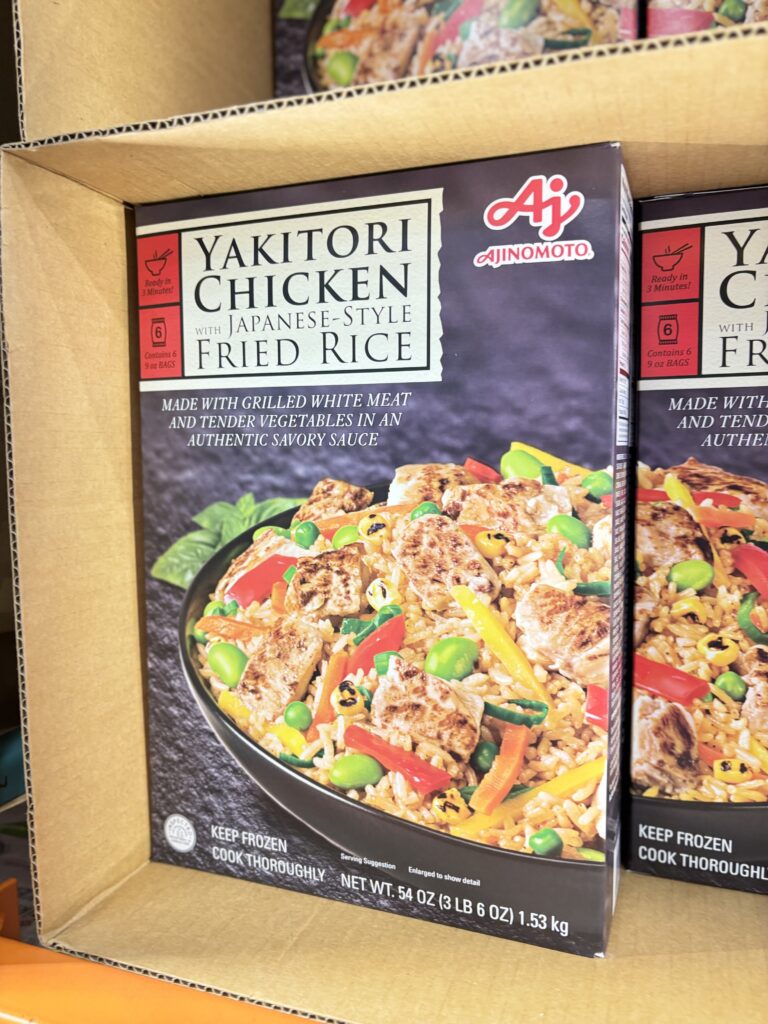 Aj
AJINOMOTO®
YAKITORI
CHICKEN
WITH JAPANESE-STYLE
FRIED RICE
Ready in
3 Minutes!
6
Contains 6
9 oz BAGS
MADE WITH GRILLED WHITE MEAT
AND TENDER VEGETABLES IN AN
AUTHENTIC SAVORY SAUCE
KEEP FROZEN
COOK THOROUGHLY
Serving Suggestion
Enlarged to show detail
NET WT. 54 OZ (3 LB 6 OZ) 1.53 kg
YA
C
WITH J
FR
Ready in
3 Minutes!
6
Contains 6
9 oz BAGS
MADE WITH
AND TEND
AUTHEN
KEEP FROZEN
COOK THOROUGHL